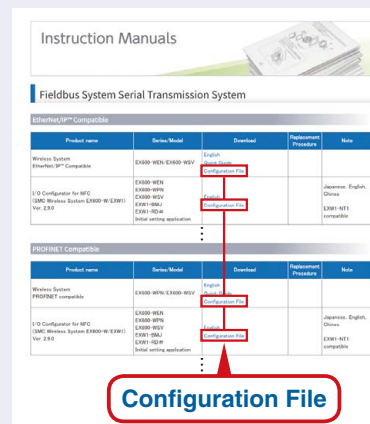 Instruction Manuals
Fieldbus System Serial Transmission System
EtherNet/IP™ Compatible
Product name Series/Model Download Replacement Procedure Note
Wireless System
EtherNet/IP™ Compatible
EX600-WEN/EX600-WSV
English
Quick Guide
Configuration File
I/O Configurator for NFC
(SMC Wireless System EX600-W/EXW1)
Ver. 2.9.0
EX600-WEN
EX600-WPN
EX600-WSV
EXW1-BMJ
EXW1-RD※
Initial setting application
English
Configuration File
Japanese, English,
Chines
EXW1-NT1
compatible
PROFINET Compatible
Product name Series/Model Download Replacement Procedure Note
Wireless System
PROFINET compatible
EX600-WPN/EX600-WSV
English
Quick Guide
Configuration File
I/O Configurator for NFC
(SMC Wireless System EX600-W/EXW1)
Ver. 2.9.0
EX600-WEN
EX600-WPN
EX600-WSV
EXW1-BMJ
EXW1-RD※
Initial setting application
English
Configuration File
Japanese, English,
Chines
EXW1-NT1
compatible
Configuration File